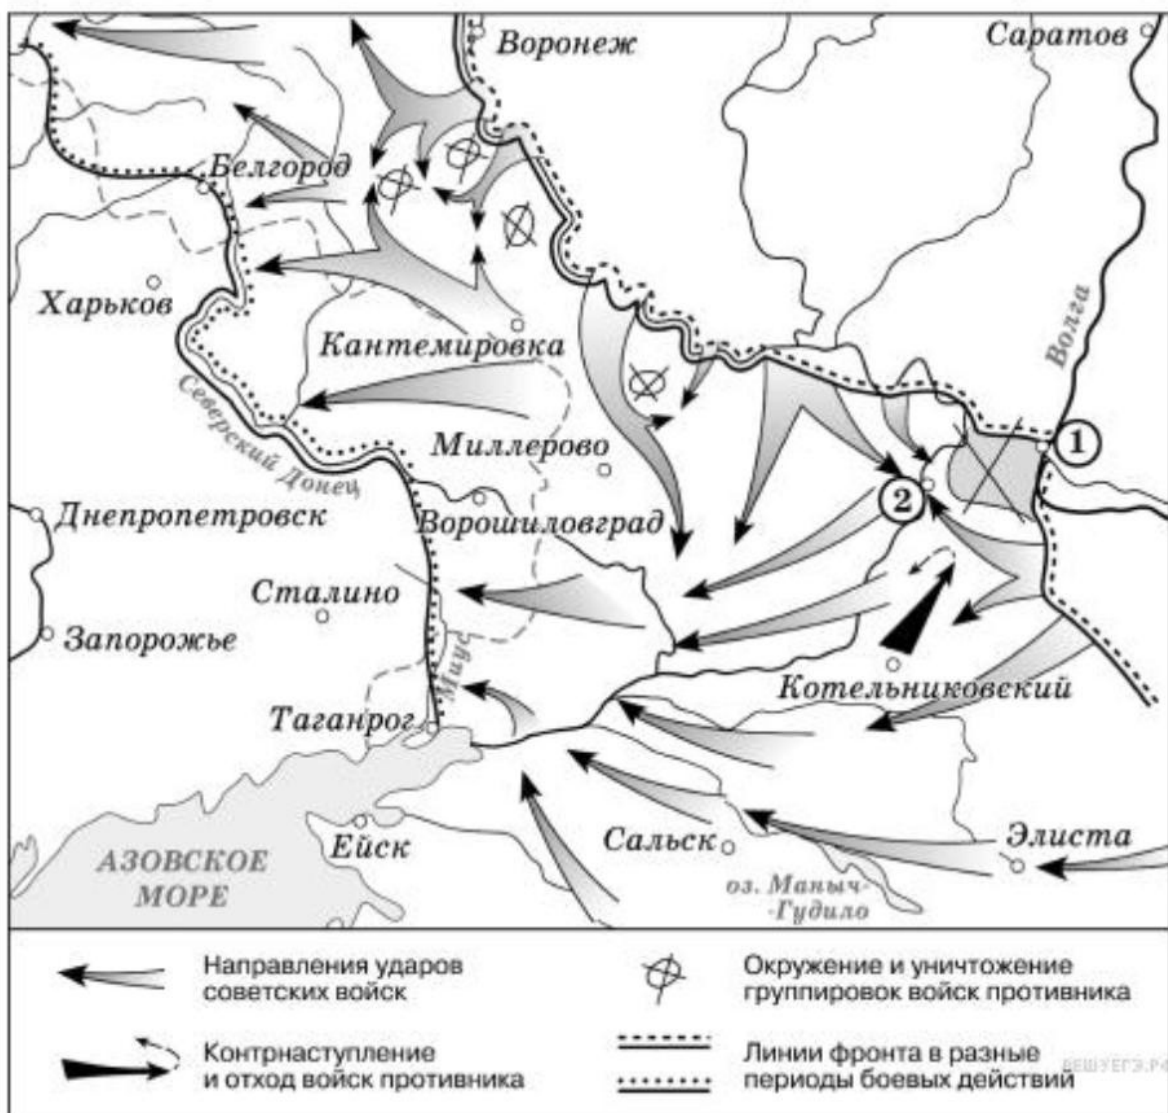 Воронеж
Саратов
Белгород
Волга
Харьков
Кантемировка
Северский Донец
Миллерово
1
2
Днепропетровск
Ворошиловград
Сталино
Запорожье
Миус
Котельниковский
Таганрог
Ейск
Сальск
Элиста
АЗОВСКОЕ
МОРЕ
оз. Маныч-
-Гудило
Направления ударов
советских войск
Окружение и уничтожение
группировок войск противника
Контрнаступление
и отход войск противника
Линии фронта в разные
периоды боевых действий
РЕШУЕГЭ.РФ